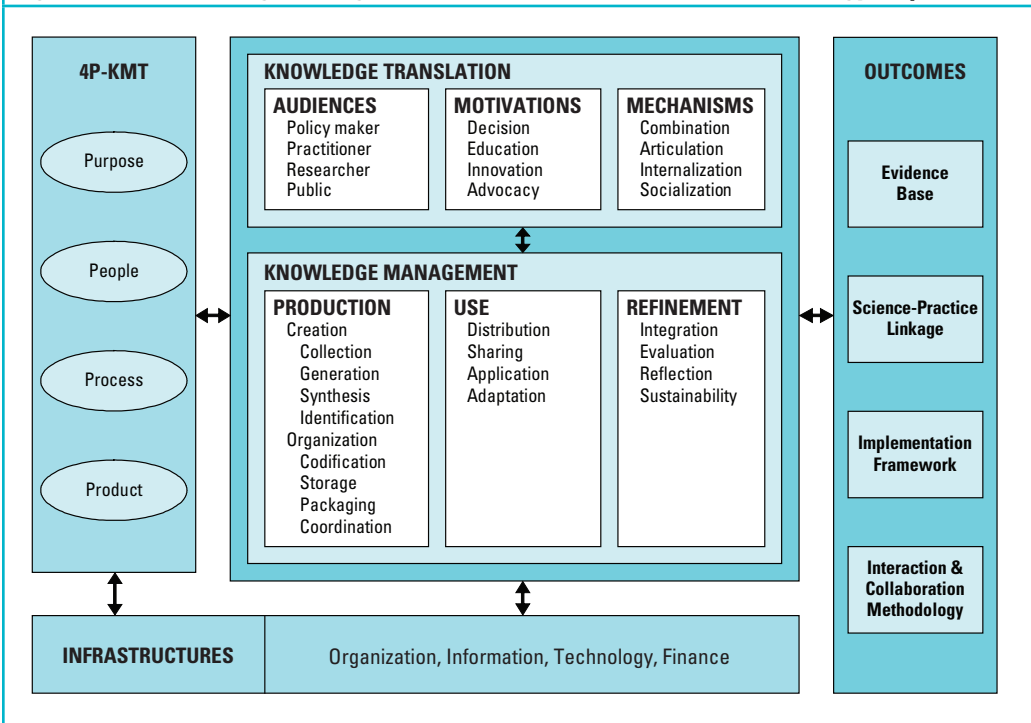 4P-KMT
Purpose
People
Process
Product
KNOWLEDGE TRANSLATION
AUDIENCES
Policy maker
Practitioner
Researcher
Public
MOTIVATIONS
Decision
Education
Innovation
Advocacy
MECHANISMS
Combination
Articulation
Internalization
Socialization
KNOWLEDGE MANAGEMENT
PRODUCTION
Creation
Collection
Generation
Synthesis
Identification
Organization
Codification
Storage
Packaging
Coordination
USE
Distribution
Sharing
Application
Adaptation
REFINEMENT
Integration
Evaluation
Reflection
Sustainability
OUTCOMES
Evidence
Base
Science-Practice
Linkage
Implementation
Framework
Interaction &
Collaboration
Methodology
INFRASTRUCTURES
Organization, Information, Technology, Finance